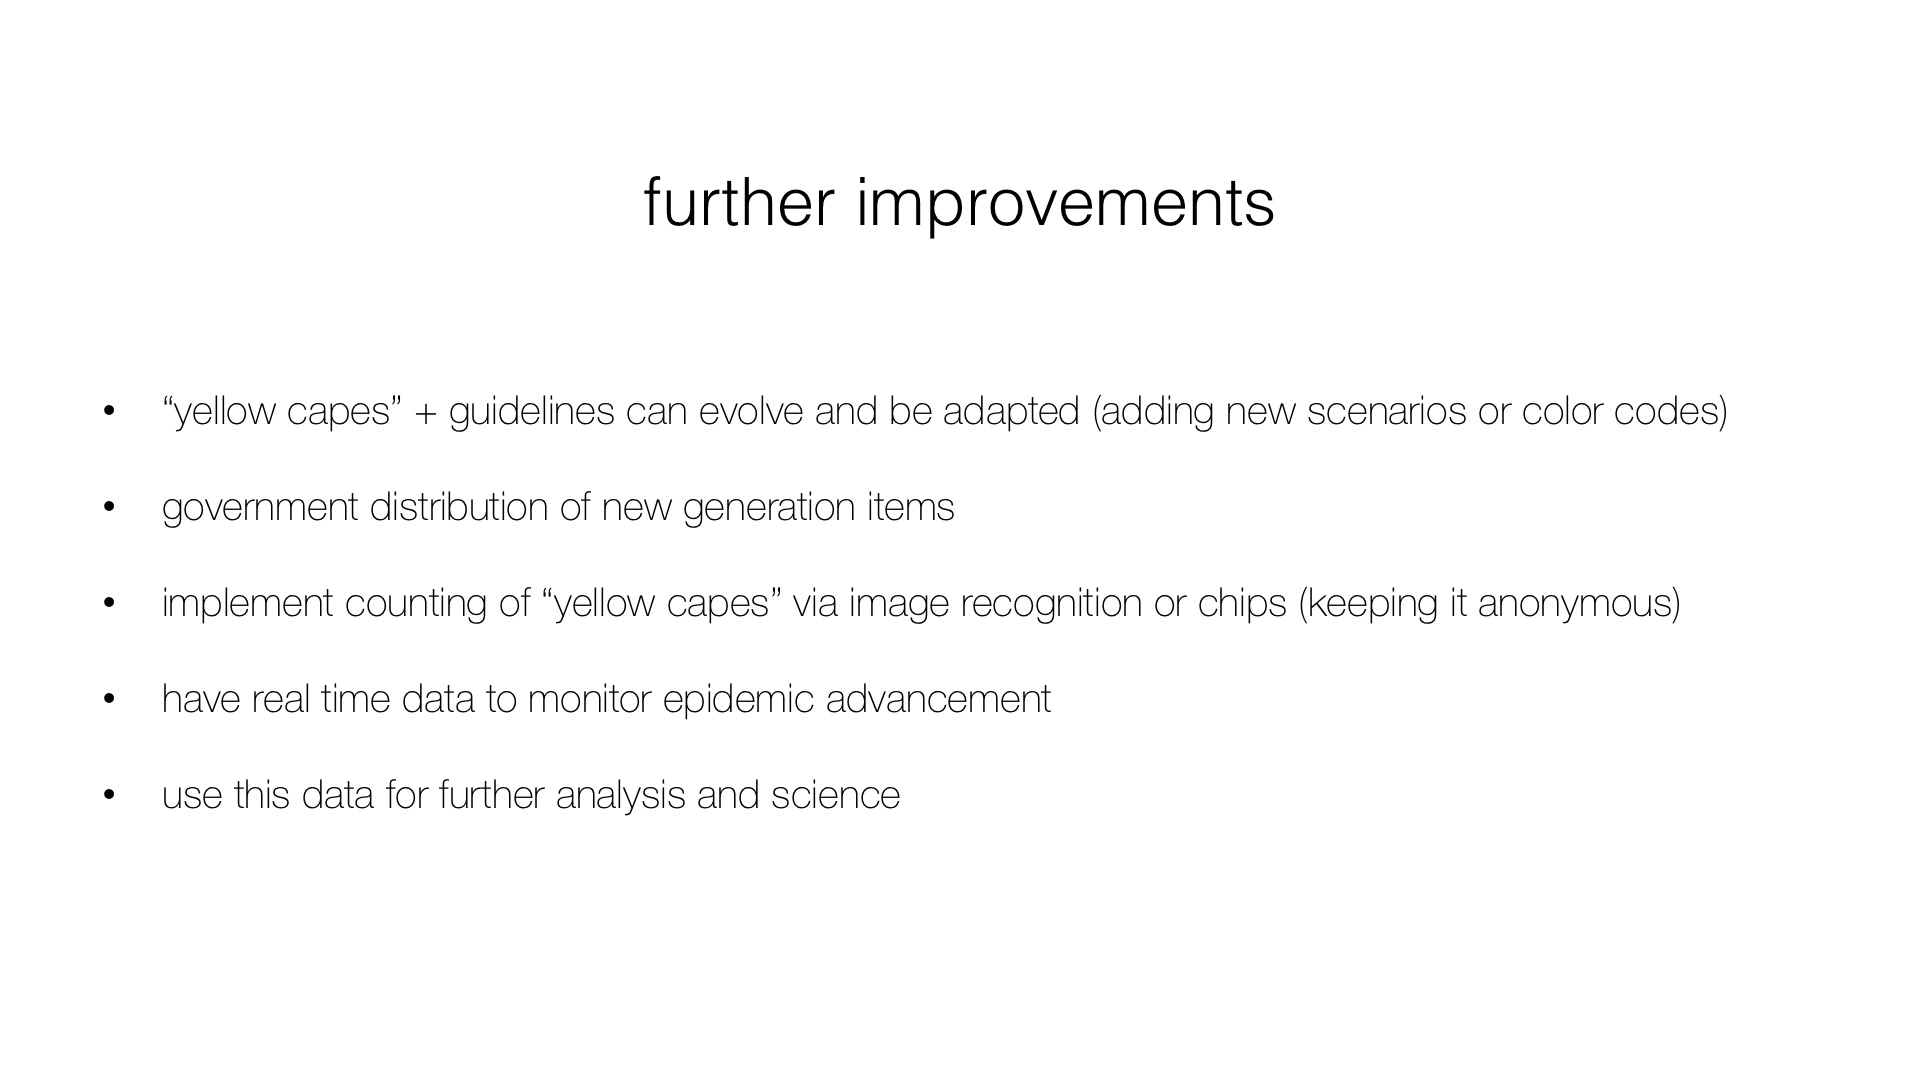 further improvements
• “yellow capes” + guidelines can evolve and be adapted (adding new scenarios or color codes)
• government distribution of new generation items
• implement counting of “yellow capes” via image recognition or chips (keeping it anonymous)
• have real time data to monitor epidemic advancement
• use this data for further analysis and science